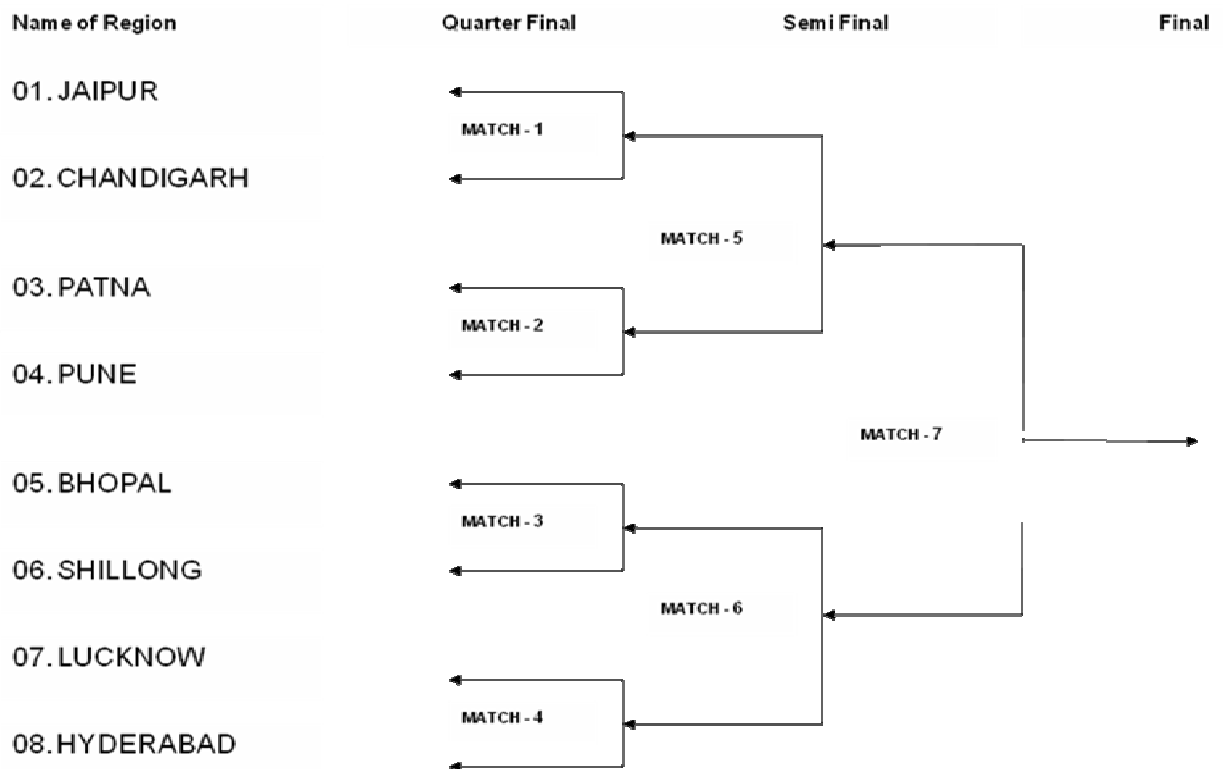 Name of Region Quarter Final Semi Final Final
01. JAIPUR
MATCH - 1
02. CHANDIGARH
MATCH - 5
03. PATNA
MATCH - 2
04. PUNE
MATCH - 7
05. BHOPAL
MATCH - 3
06. SHILLONG
MATCH - 6
07. LUCKNOW
MATCH - 4
08. HYDERABAD